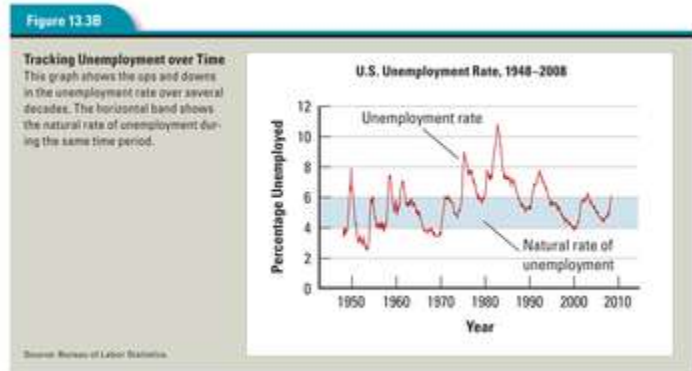 Figure 13.3B
Tracking Unemployment over Time
This graph shows the ups and downs
in the unemployment rate over several
decades. The horizontal band shows
the natural rate of unemployment dur-
ing the same time period.
U.S. Unemployment Rate, 1948–2008
Percentage Unemployed
12
10
8
6
4
2
0
Unemployment rate
Natural rate of
unemployment
1950 1960 1970 1980 1990 2000 2010
Year
Source: Bureau of Labor Statistics.